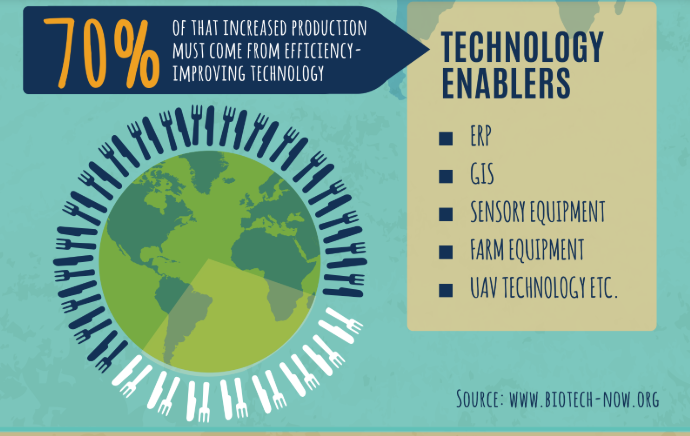 70%
OF THAT INCREASED PRODUCTION
MUST COME FROM EFFICIENCY-
IMPROVING TECHNOLOGY
TECHNOLOGY
ENABLERS
ERP
GIS
SENSORY EQUIPMENT
FARM EQUIPMENT
UAV TECHNOLOGY ETC.
SOURCE: WWW.BIOTECH-NOW.ORG